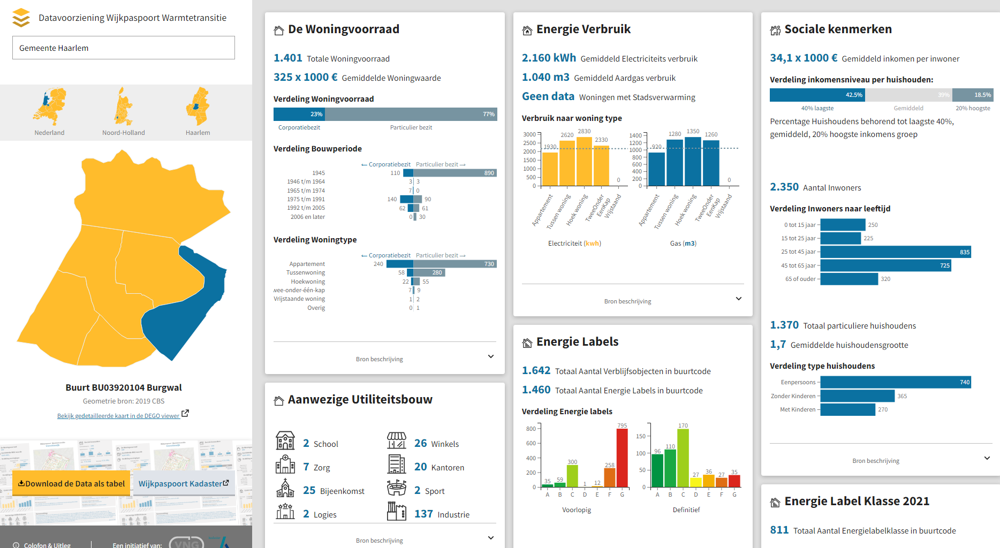 Datavoorziening Wijkpaspoort Warmtetransitie
Gemeente Haarlem
Nederland
Noord-Holland
Haarlem
Buurt BU03920104 Burgwal
Geometrie bron: 2019 CBS
Bekijk gedetailleerde kaart in de DEGO viewer
Download de Data als tabel
Wijkpaspoort Kadaster
Colofon & Uitleg
Een initiatief van:
VNG
De Woningvoorraad
1.401 Totale Woningvoorraad
325 x 1000 € Gemiddelde Woningwaarde
Verdeling Woningvoorraad
23% 77%
Corporatiebezit Particulier bezit
Verdeling Bouwperiode
← Corporatiebezit Particulier bezit →
1945 110 890
1946 t/m 1964 3 3
1965 t/m 1974 7 0
1975 t/m 1991 140 90
1992 t/m 2005 62 61
2006 en later 0 30
Verdeling Woningtype
← Corporatiebezit Particulier bezit →
Appartement 240 730
Tussenwoning 58 280
Hoekwoning 22 55
wee-onder-één-kap 7 9
Vrijstaande woning 1 2
Overig 0 1
Bron beschrijving
Aanwezige Utiliteitsbouw
2 School
26 Winkels
7 Zorg
20 Kantoren
25 Bijeenkomst
2 Sport
2 Logies
137 Industrie
Bron beschrijving
Energie Verbruik
2.160 kWh Gemiddeld Electriciteits verbruik
1.040 m3 Gemiddeld Aardgas verbruik
Geen data Woningen met Stadsverwarming
Verbruik naar woning type
3000
2500
2000
1500
1000
500
0
1930 2620 2830 2330 0
Appartement
Tussen woning
Hoek woning
TweeOnder
EenKap
Vrijstaand
Electriciteit (kwh)
1400
1200
1000
800
600
400
200
0
920 1280 1350 1260 0
Appartement
Tussen woning
Hoek woning
TweeOnder
EenKap
Vrijstaand
Gas (m3)
Bron beschrijving
Energie Labels
1.642 Totaal Aantal Verblijfsobjecten in buurtcode
1.460 Totaal Aantal Energie Labels in buurtcode
Verdeling Energie labels
800
600
400
200
0
35 59 300 1 12 258 795
A B C D E F G
Voorlopig
150
100
50
0
96 110 170 27 36 27 35
A B C D E F G
Definitief
Sociale kenmerken
34,1 x 1000 € Gemiddeld inkomen per inwoner
Verdeling inkomensniveau per huishouden:
42.5% 39% 18.5%
40% laagste Gemiddeld 20% hoogste
Percentage Huishoudens behorend tot laagste 40%,
gemiddeld, 20% hoogste inkomens groep
2.350 Aantal Inwoners
Verdeling Inwoners naar leeftijd
0 tot 15 jaar 250
15 tot 25 jaar 225
25 tot 45 jaar 835
45 tot 65 jaar 725
65 of ouder 320
1.370 Totaal particuliere huishoudens
1,7 Gemiddelde huishoudensgrootte
Verdeling type huishoudens
Eenpersoons 740
Zonder Kinderen 365
Met Kinderen 270
Bron beschrijving
Energie Label Klasse 2021
811 Totaal Aantal Energielabelklasse in buurtcode